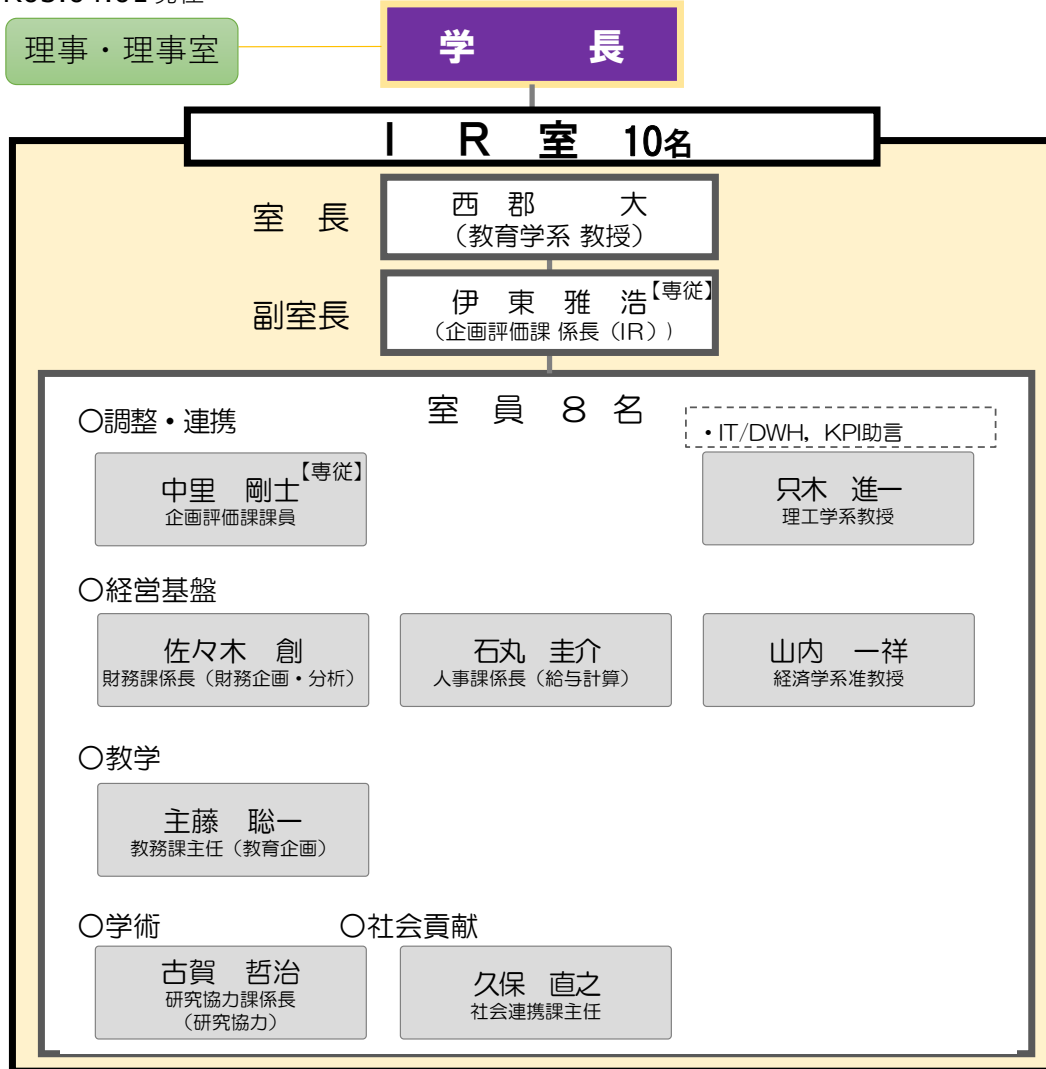 理事・理事室
学　長
ＩＲ室 10名
室　長
西　郡　　大
（教育学系 教授）
副室長
伊　東　雅　浩【専従】
（企画評価課 係長（IR））
室　員　８　名
〇調整・連携
・IT/DWH，KPI助言
中里　剛士【専従】
企画評価課課員
只木　進一
理工学系教授
〇経営基盤
佐々木　創
財務課係長（財務企画・分析）
石丸　圭介
人事課係長（給与計算）
山内　一祥
経済学系准教授
〇教学
主藤　聡一
教務課主任（教育企画）
〇学術
〇社会貢献
古賀　哲治
研究協力課係長
（研究協力）
久保　直之
社会連携課主任